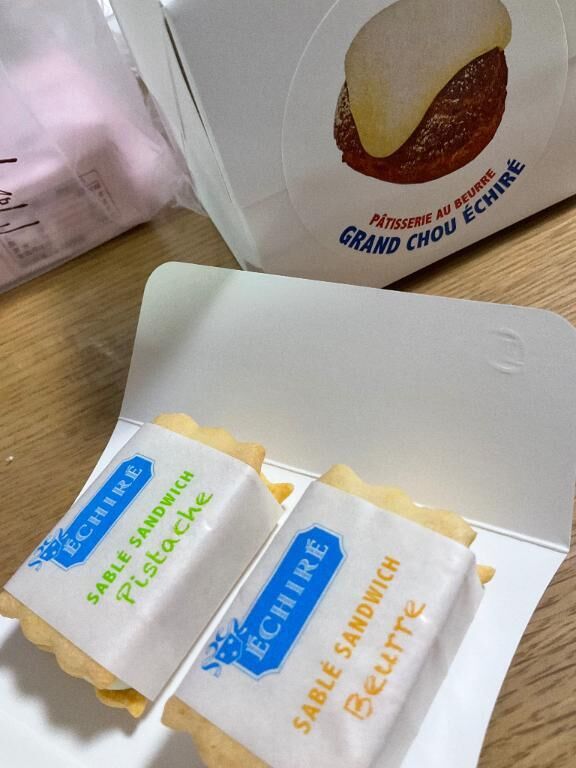 PÂTISSERIE AU BEURRE
GRAND CHOU ÉCHIRÉ
ÉCHIRÉ
SABLÉ SANDWICH
Pistache
ÉCHIRÉ
SABLÉ SANDWICH
Beurre